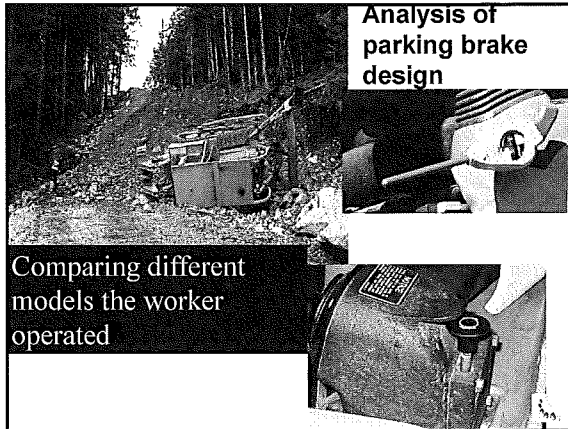 Analysis of
parking brake
design
Comparing different
models the worker
operated